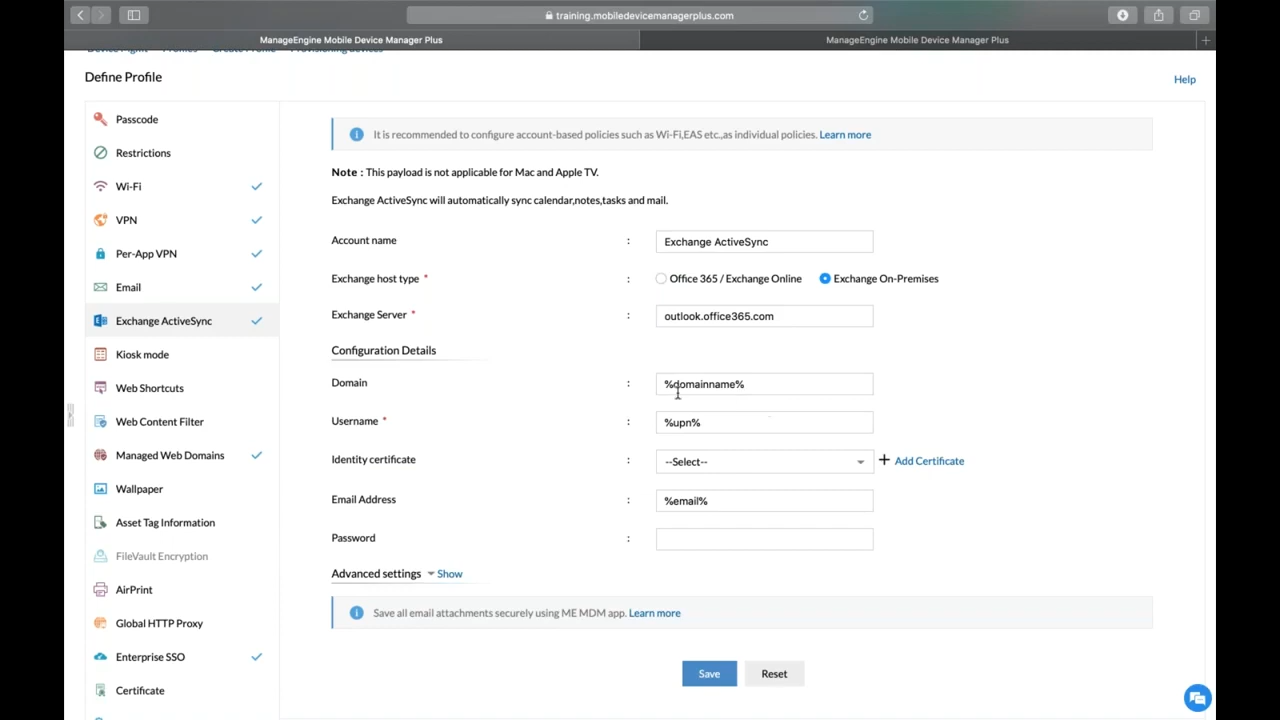 training.mobiledevicemanagerplus.com
ManageEngine Mobile Device Manager Plus
ManageEngine Mobile Device Manager Plus
Device Mgmt Profiles Create Profile Provisioning devices
Define Profile
Help
Passcode
Restrictions
Wi-Fi
VPN
Per-App VPN
Email
Exchange ActiveSync
Kiosk mode
Web Shortcuts
Web Content Filter
Managed Web Domains
Wallpaper
Asset Tag Information
FileVault Encryption
AirPrint
Global HTTP Proxy
Enterprise SSO
Certificate
It is recommended to configure account-based policies such as Wi-Fi,EAS etc.,as individual policies. Learn more
Note : This payload is not applicable for Mac and Apple TV.
Exchange ActiveSync will automatically sync calendar,notes,tasks and mail.
Account name : Exchange ActiveSync
Exchange host type * : Office 365 / Exchange Online Exchange On-Premises
Exchange Server * : outlook.office365.com
Configuration Details
Domain : %domainname%
Username * : %upn%
Identity certificate : --Select-- + Add Certificate
Email Address : %email%
Password :
Advanced settings Show
Save all email attachments securely using ME MDM app. Learn more
Save Reset